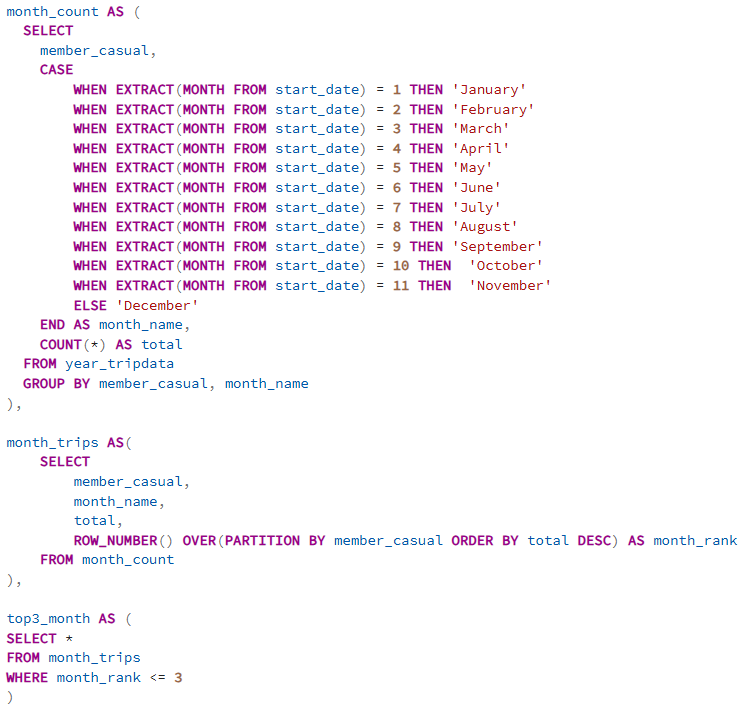 month_count AS (
  SELECT
    member_casual,
    CASE
        WHEN EXTRACT(MONTH FROM start_date) = 1 THEN 'January'
        WHEN EXTRACT(MONTH FROM start_date) = 2 THEN 'February'
        WHEN EXTRACT(MONTH FROM start_date) = 3 THEN 'March'
        WHEN EXTRACT(MONTH FROM start_date) = 4 THEN 'April'
        WHEN EXTRACT(MONTH FROM start_date) = 5 THEN 'May'
        WHEN EXTRACT(MONTH FROM start_date) = 6 THEN 'June'
        WHEN EXTRACT(MONTH FROM start_date) = 7 THEN 'July'
        WHEN EXTRACT(MONTH FROM start_date) = 8 THEN 'August'
        WHEN EXTRACT(MONTH FROM start_date) = 9 THEN 'September'
        WHEN EXTRACT(MONTH FROM start_date) = 10 THEN  'October'
        WHEN EXTRACT(MONTH FROM start_date) = 11 THEN  'November'
        ELSE 'December'
    END AS month_name,
    COUNT(*) AS total
  FROM year_tripdata
  GROUP BY member_casual, month_name
),

month_trips AS(
    SELECT
        member_casual,
        month_name,
        total,
        ROW_NUMBER() OVER(PARTITION BY member_casual ORDER BY total DESC) AS month_rank
    FROM month_count
),

top3_month AS (
SELECT *
FROM month_trips
WHERE month_rank <= 3
)